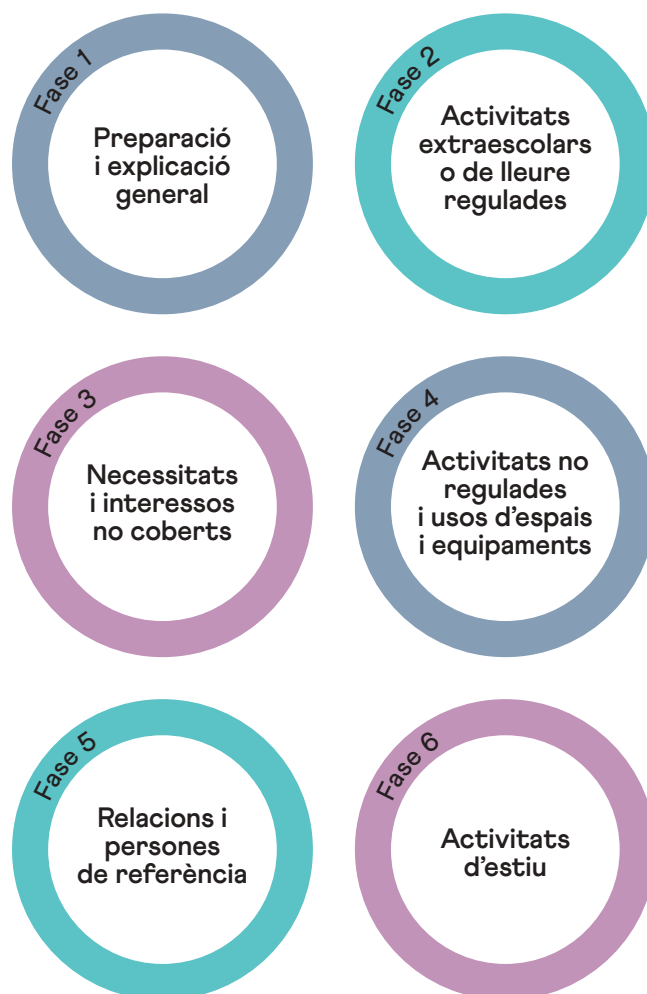 Fase 1
Preparació
i explicació
general
Fase 2
Activitats
extraescolars
o de lleure
regulades
Fase 3
Necessitats
i interessos
no coberts
Fase 4
Activitats no
regulades
i usos d'espais
i equipaments
Fase 5
Relacions i
persones
de referència
Fase 6
Activitats
d'estiu